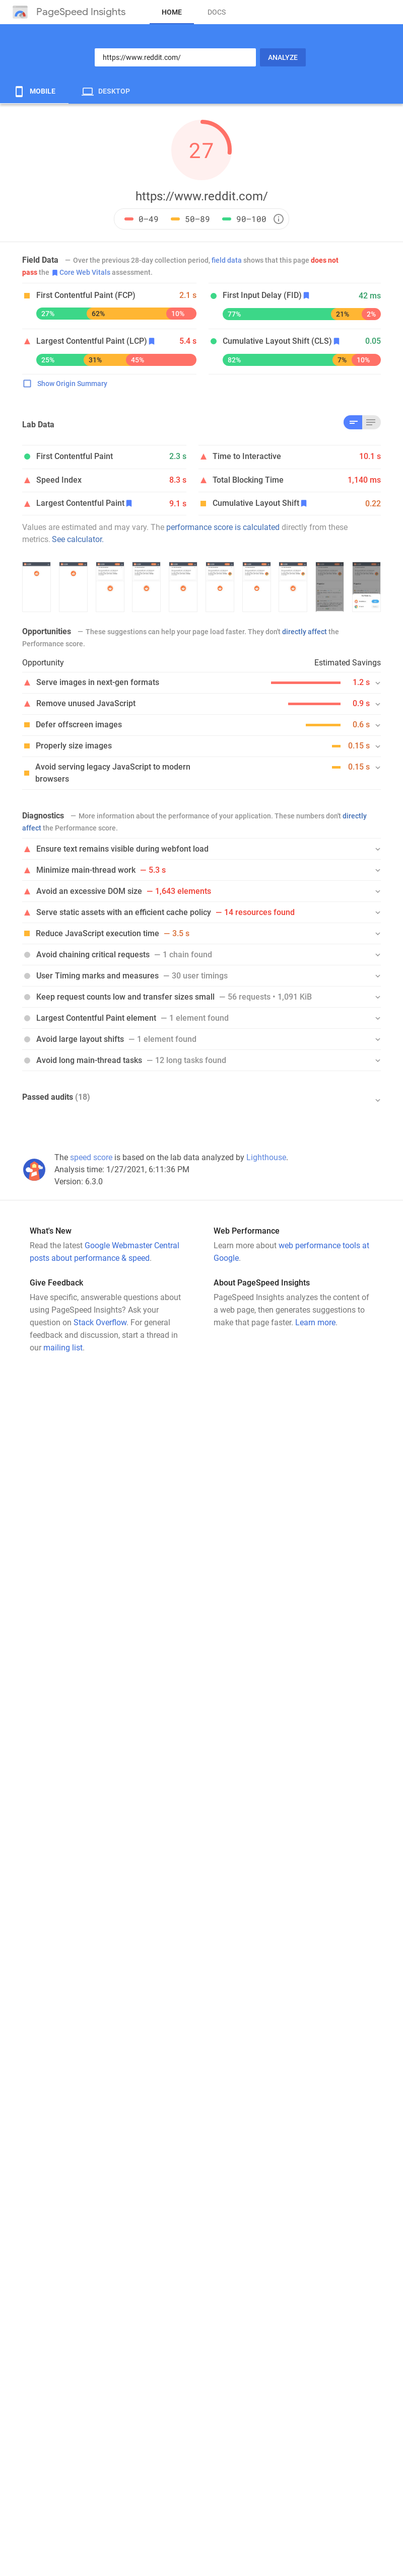 PageSpeed Insights
HOME
DOCS
https://www.reddit.com/
ANALYZE
MOBILE
DESKTOP
27
https://www.reddit.com/
0–49
50–89
90–100
Field Data — Over the previous 28-day collection period, field data shows that this page does not
pass the Core Web Vitals assessment.
First Contentful Paint (FCP) 2.1 s
27% 62% 10%
First Input Delay (FID) 42 ms
77% 21% 2%
Largest Contentful Paint (LCP) 5.4 s
25% 31% 45%
Cumulative Layout Shift (CLS) 0.05
82% 7% 10%
Show Origin Summary
Lab Data
First Contentful Paint 2.3 s
Time to Interactive 10.1 s
Speed Index 8.3 s
Total Blocking Time 1,140 ms
Largest Contentful Paint 9.1 s
Cumulative Layout Shift 0.22
Values are estimated and may vary. The performance score is calculated directly from these
metrics. See calculator.
Opportunities — These suggestions can help your page load faster. They don't directly affect the
Performance score.
Opportunity Estimated Savings
Serve images in next-gen formats 1.2 s
Remove unused JavaScript 0.9 s
Defer offscreen images 0.6 s
Properly size images 0.15 s
Avoid serving legacy JavaScript to modern 0.15 s
browsers
Diagnostics — More information about the performance of your application. These numbers don't directly
affect the Performance score.
Ensure text remains visible during webfont load
Minimize main-thread work — 5.3 s
Avoid an excessive DOM size — 1,643 elements
Serve static assets with an efficient cache policy — 14 resources found
Reduce JavaScript execution time — 3.5 s
Avoid chaining critical requests — 1 chain found
User Timing marks and measures — 30 user timings
Keep request counts low and transfer sizes small — 56 requests • 1,091 KiB
Largest Contentful Paint element — 1 element found
Avoid large layout shifts — 1 element found
Avoid long main-thread tasks — 12 long tasks found
Passed audits (18)
The speed score is based on the lab data analyzed by Lighthouse.
Analysis time: 1/27/2021, 6:11:36 PM
Version: 6.3.0
What's New
Read the latest Google Webmaster Central
posts about performance & speed.
Web Performance
Learn more about web performance tools at
Google.
Give Feedback
Have specific, answerable questions about
using PageSpeed Insights? Ask your
question on Stack Overflow. For general
feedback and discussion, start a thread in
our mailing list.
About PageSpeed Insights
PageSpeed Insights analyzes the content of
a web page, then generates suggestions to
make that page faster. Learn more.